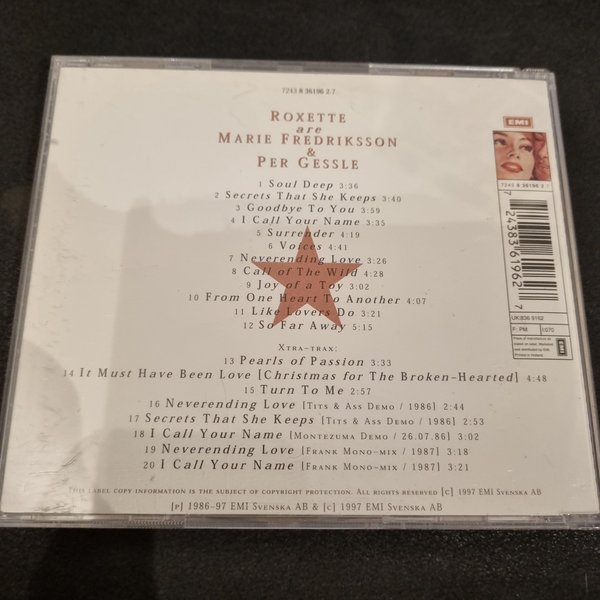 7243 8 36196 2 7
ROXETTE
are
MARIE FREDRIKSSON
&
PER GESSLE
1 Soul Deep 3:36
2 Secrets That She Keeps 3:40
3 Goodbye To You 3:59
4 I Call Your Name 3:35
5 Surrender 4:19
6 Voices 4:41
7 Neverending Love 3:26
8 Call of The Wild 4:28
9 Joy of a Toy 3:02
10 From One Heart To Another 4:07
11 Like Lovers Do 3:21
12 So Far Away 5:15
XTRA-TRAX:
13 Pearls of Passion 3:33
14 It Must Have Been Love [Christmas for The Broken-Hearted] 4:48
15 Turn To Me 2:57
16 Neverending Love [TITS & ASS DEMO / 1986] 2:44
17 Secrets That She Keeps [TITS & ASS DEMO / 1986] 2:53
18 I Call Your Name [MONTEZUMA DEMO / 26.07.86] 3:02
19 Neverending Love [FRANK MONO-MIX / 1987] 3:18
20 I Call Your Name [FRANK MONO-MIX / 1987] 3:21
THIS LABEL COPY INFORMATION IS THE SUBJECT OF COPYRIGHT PROTECTION. ALL RIGHTS RESERVED [C] 1997 EMI SVENSKA AB
[P] 1986-97 EMI SVENSKA AB & [C] 1997 EMI SVENSKA AB
EMI
7243 8 36196 2 7
7 24383 61962 7
UK:836 9162
F: PM
EMI